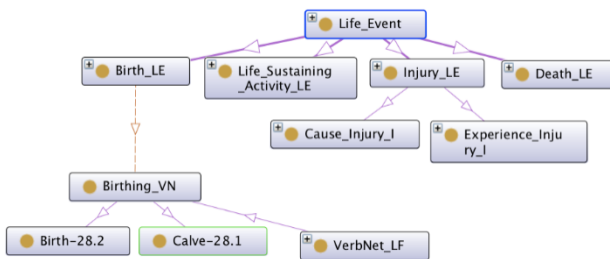 Life_Event
Birth_LE
Life_Sustaining
_Activity_LE
Injury_LE
Death_LE
Cause_Injury_I
Experience_Inju
ry_I
Birthing_VN
Birth-28.2
Calve-28.1
VerbNet_LF